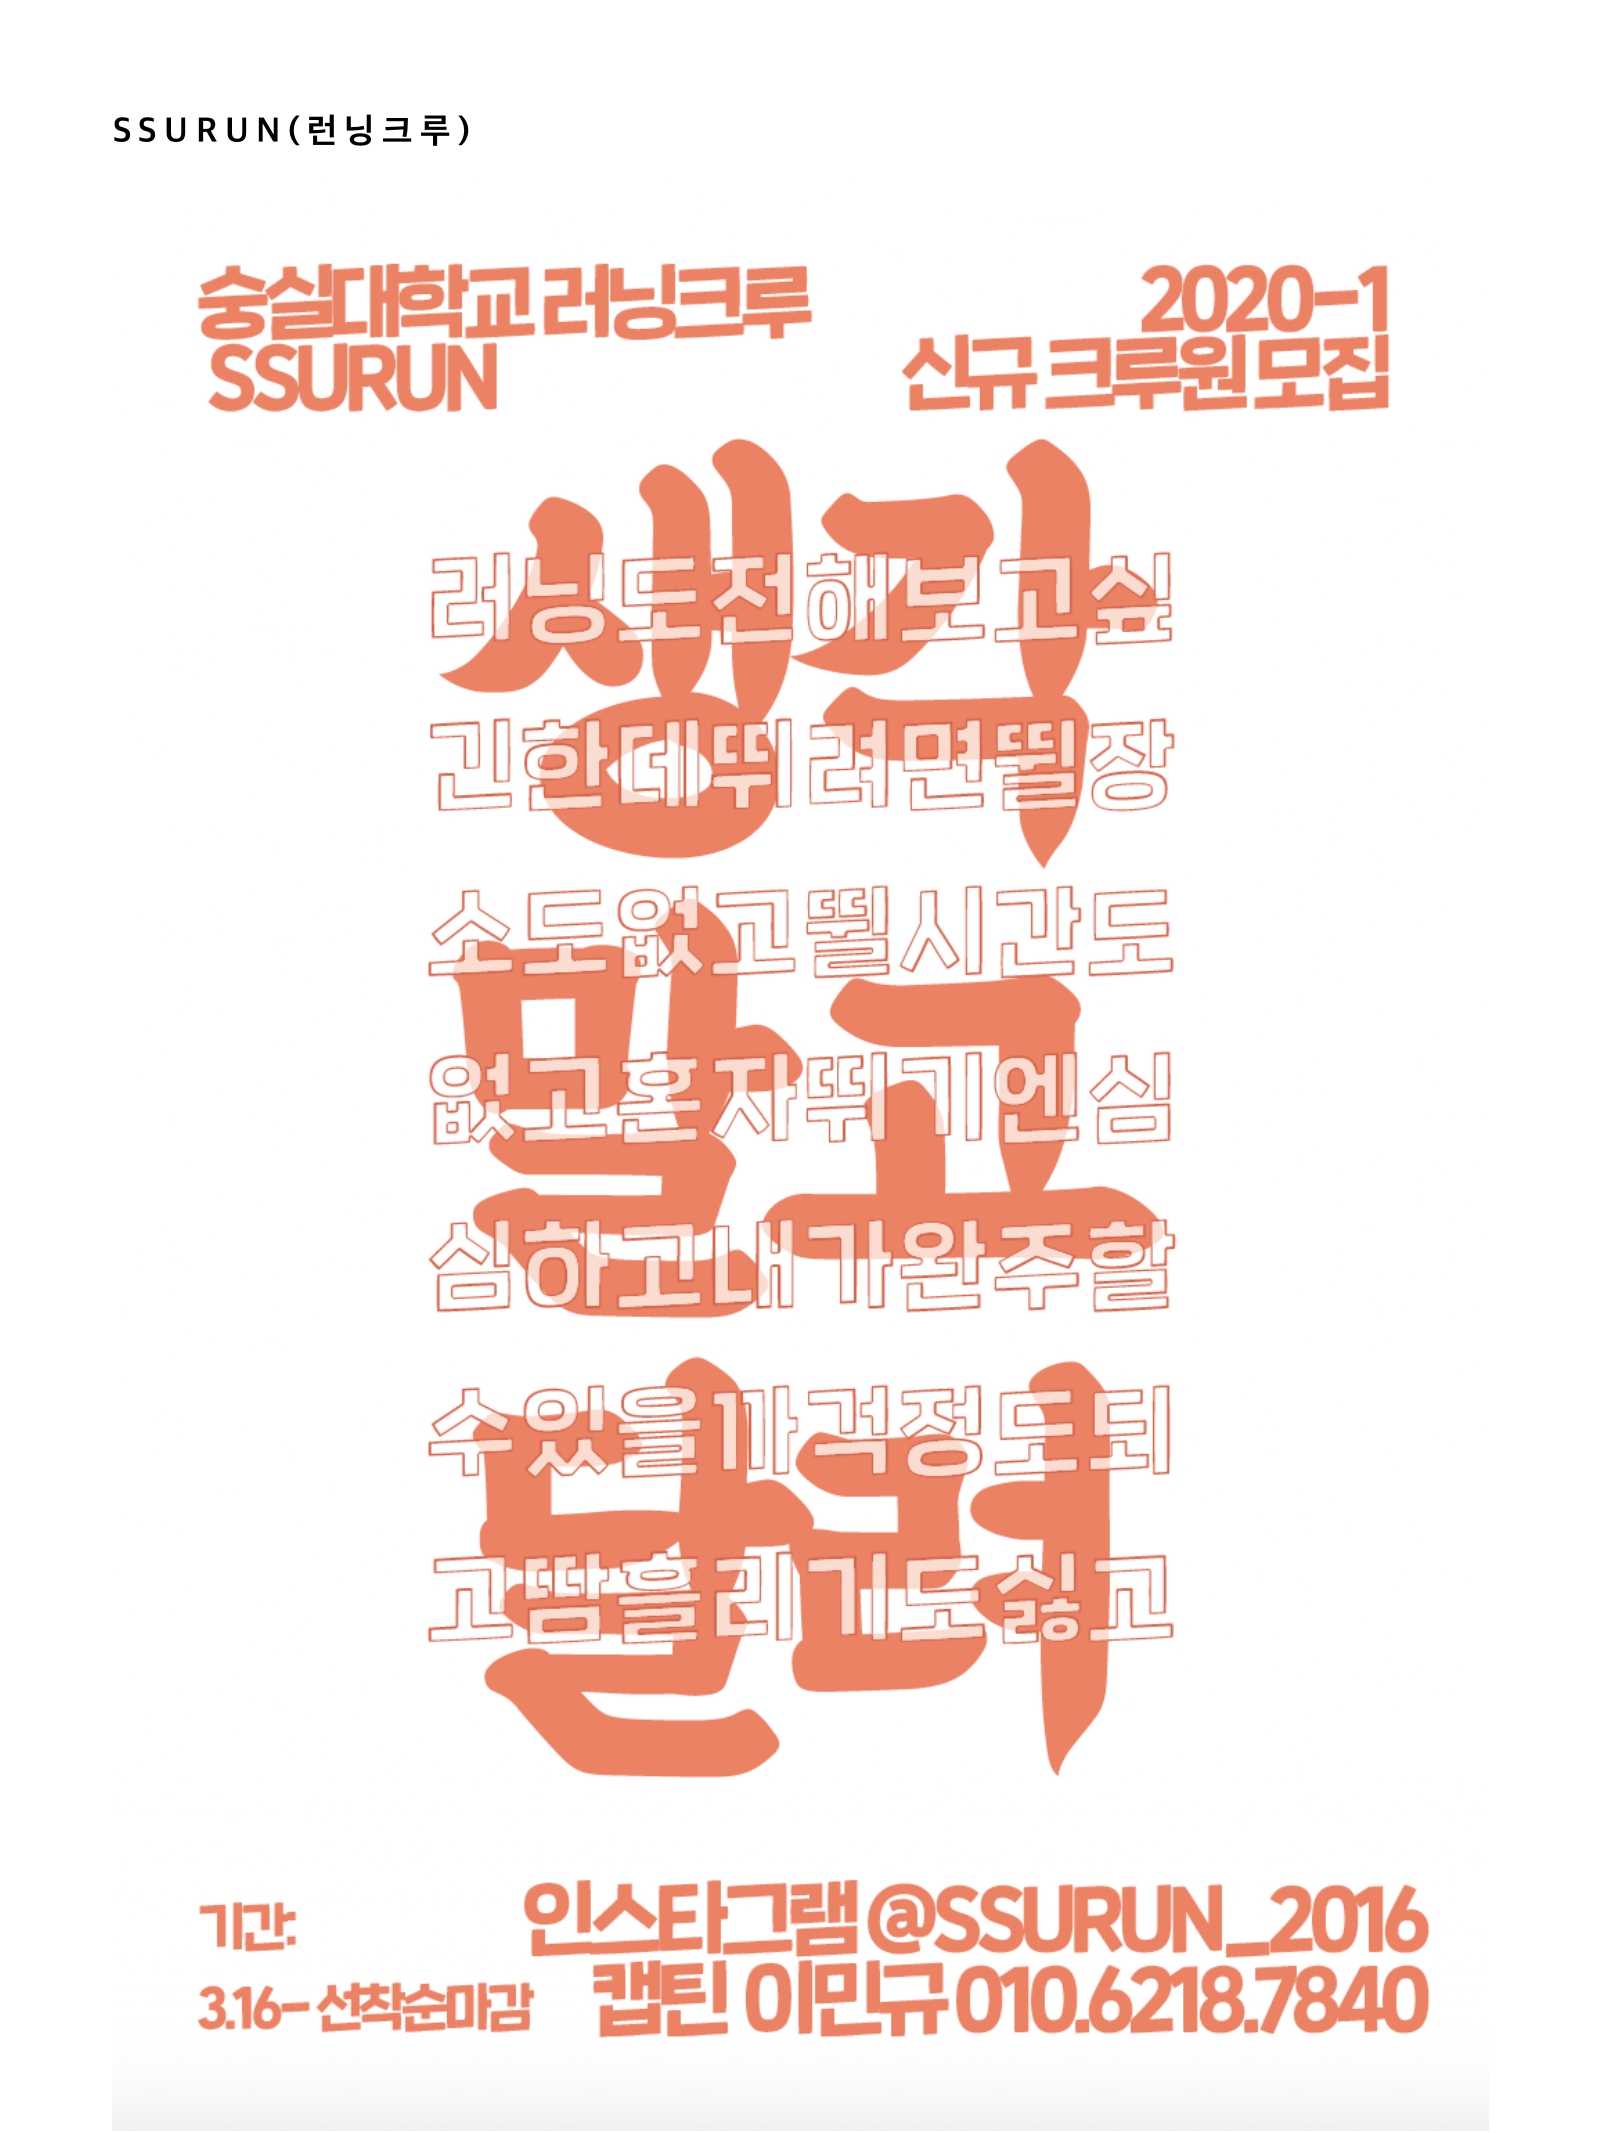 SSURUN(런닝크루)
숭실대학교 러닝크루
SSURUN
2020-1
신규 크루원 모집
생각
말고
달려
러닝도전해보고싶
긴한데뛰려면뛸장
소도없고뛸시간도
없고혼자뛰기엔심
심하고내가완주할
수있을까걱정도되
고땀흘리기도싫고
기간:
3.16- 선착순마감
인스타그램 @SSURUN_2016
캡틴 이민규 010.6218.7840